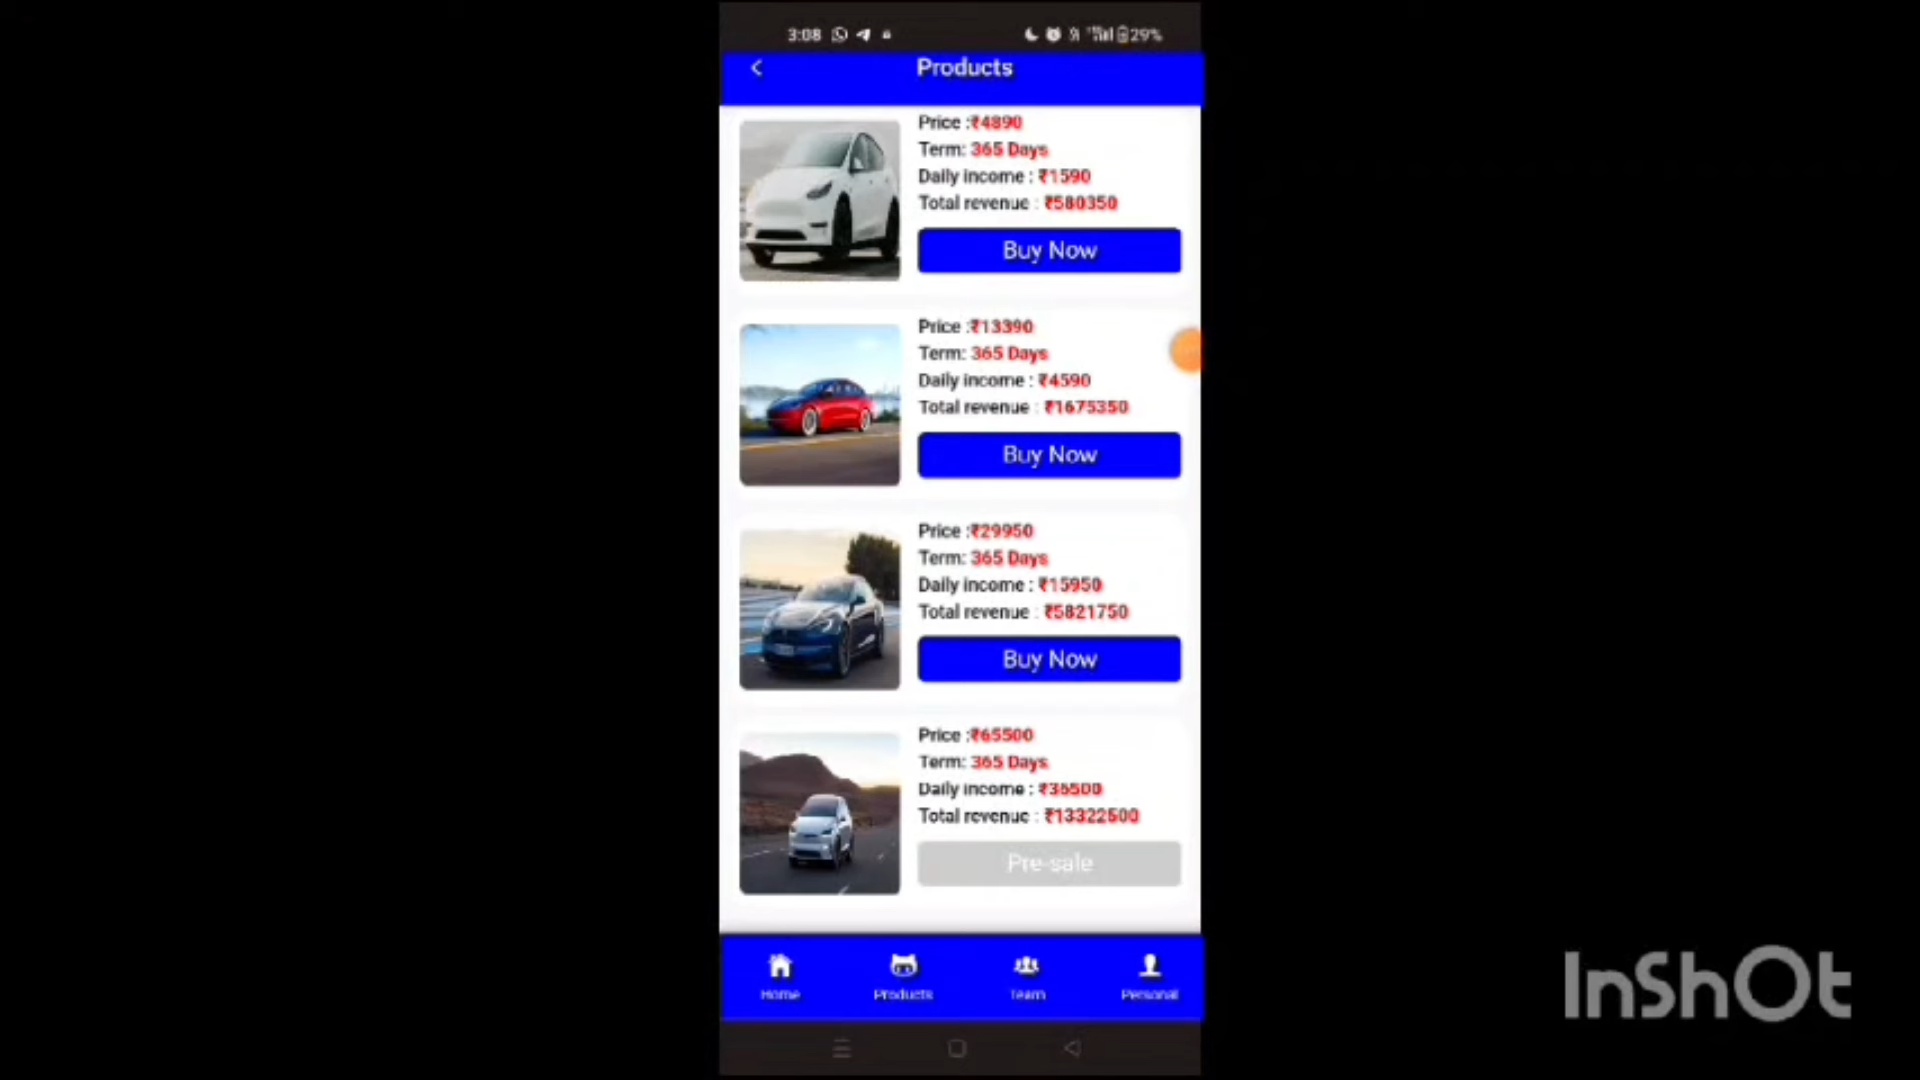 3:08
29%
Products
Price :₹4890
Term: 365 Days
Daily income : ₹1590
Total revenue : ₹580350
Buy Now
Price :₹13390
Term: 365 Days
Daily income : ₹4590
Total revenue : ₹1675350
Buy Now
Price :₹29950
Term: 365 Days
Daily income : ₹15950
Total revenue : ₹5821750
Buy Now
Price :₹65500
Term: 365 Days
Daily income : ₹36500
Total revenue : ₹13322500
Pre-sale
Home Products Team Personal
InShOt